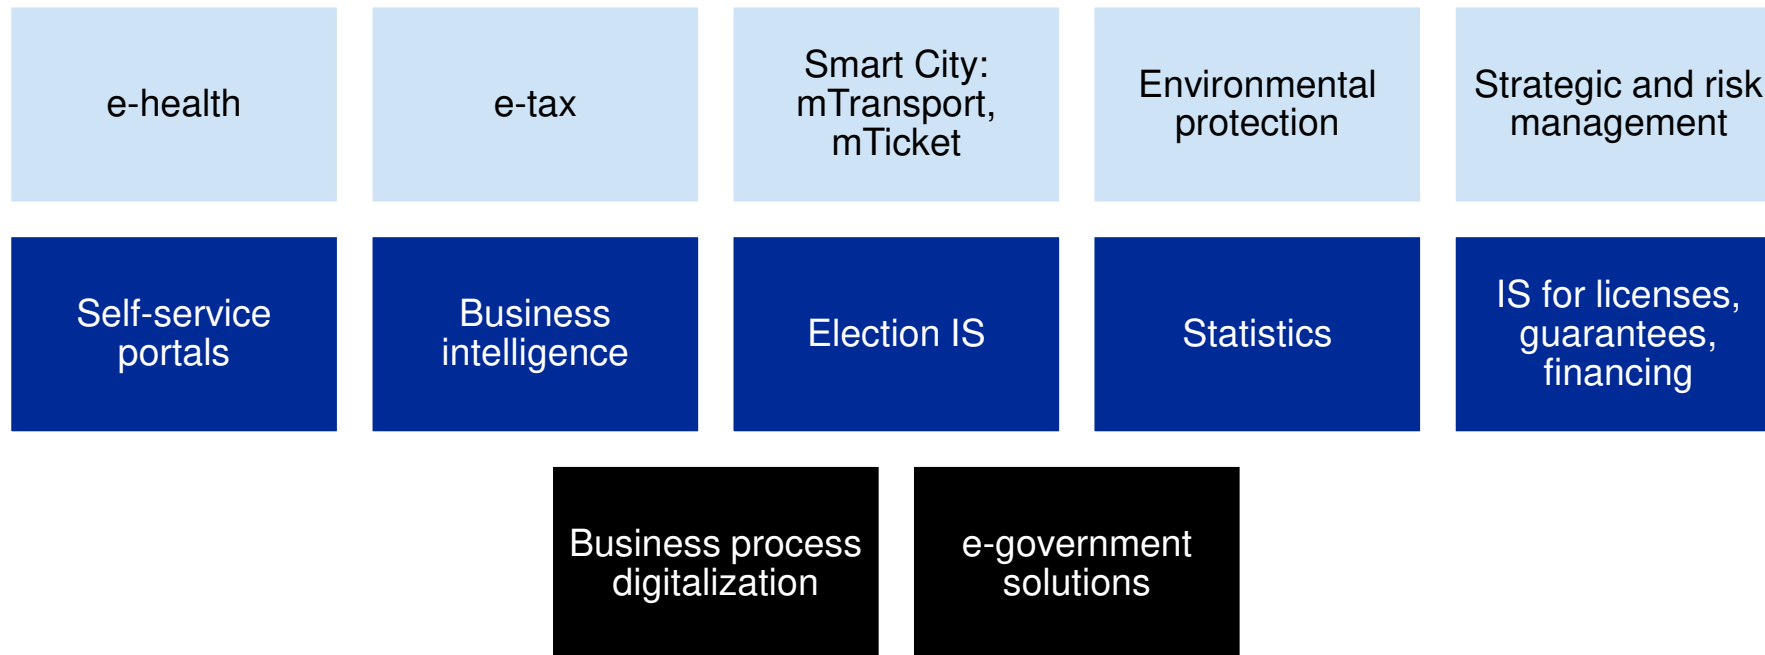 e-health
e-tax
Smart City:
mTransport,
mTicket
Environmental
protection
Strategic and risk
management
Self-service
portals
Business
intelligence
Election IS
Statistics
IS for licenses,
guarantees,
financing
Business process
digitalization
e-government
solutions